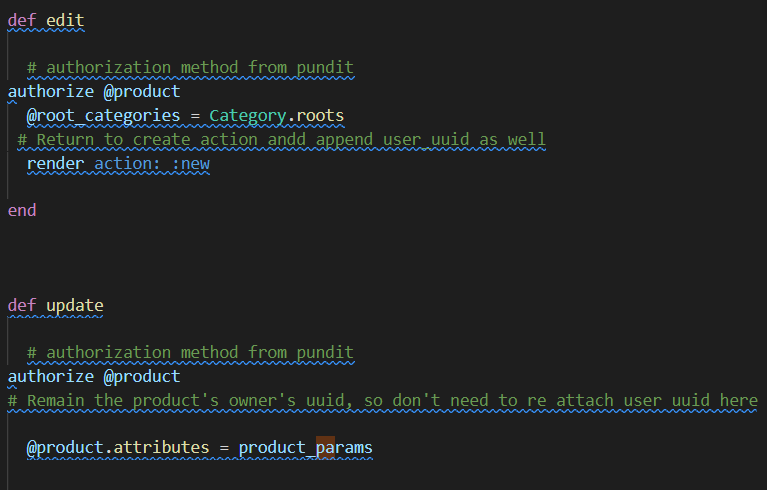 def edit
# authorization method from pundit
authorize @product
@root_categories = Category.roots
# Return to create action andd append user_uuid as well
render action: :new
end
def update
# authorization method from pundit
authorize @product
# Remain the product's owner's uuid, so don't need to re attach user uuid here
@product.attributes = product_params